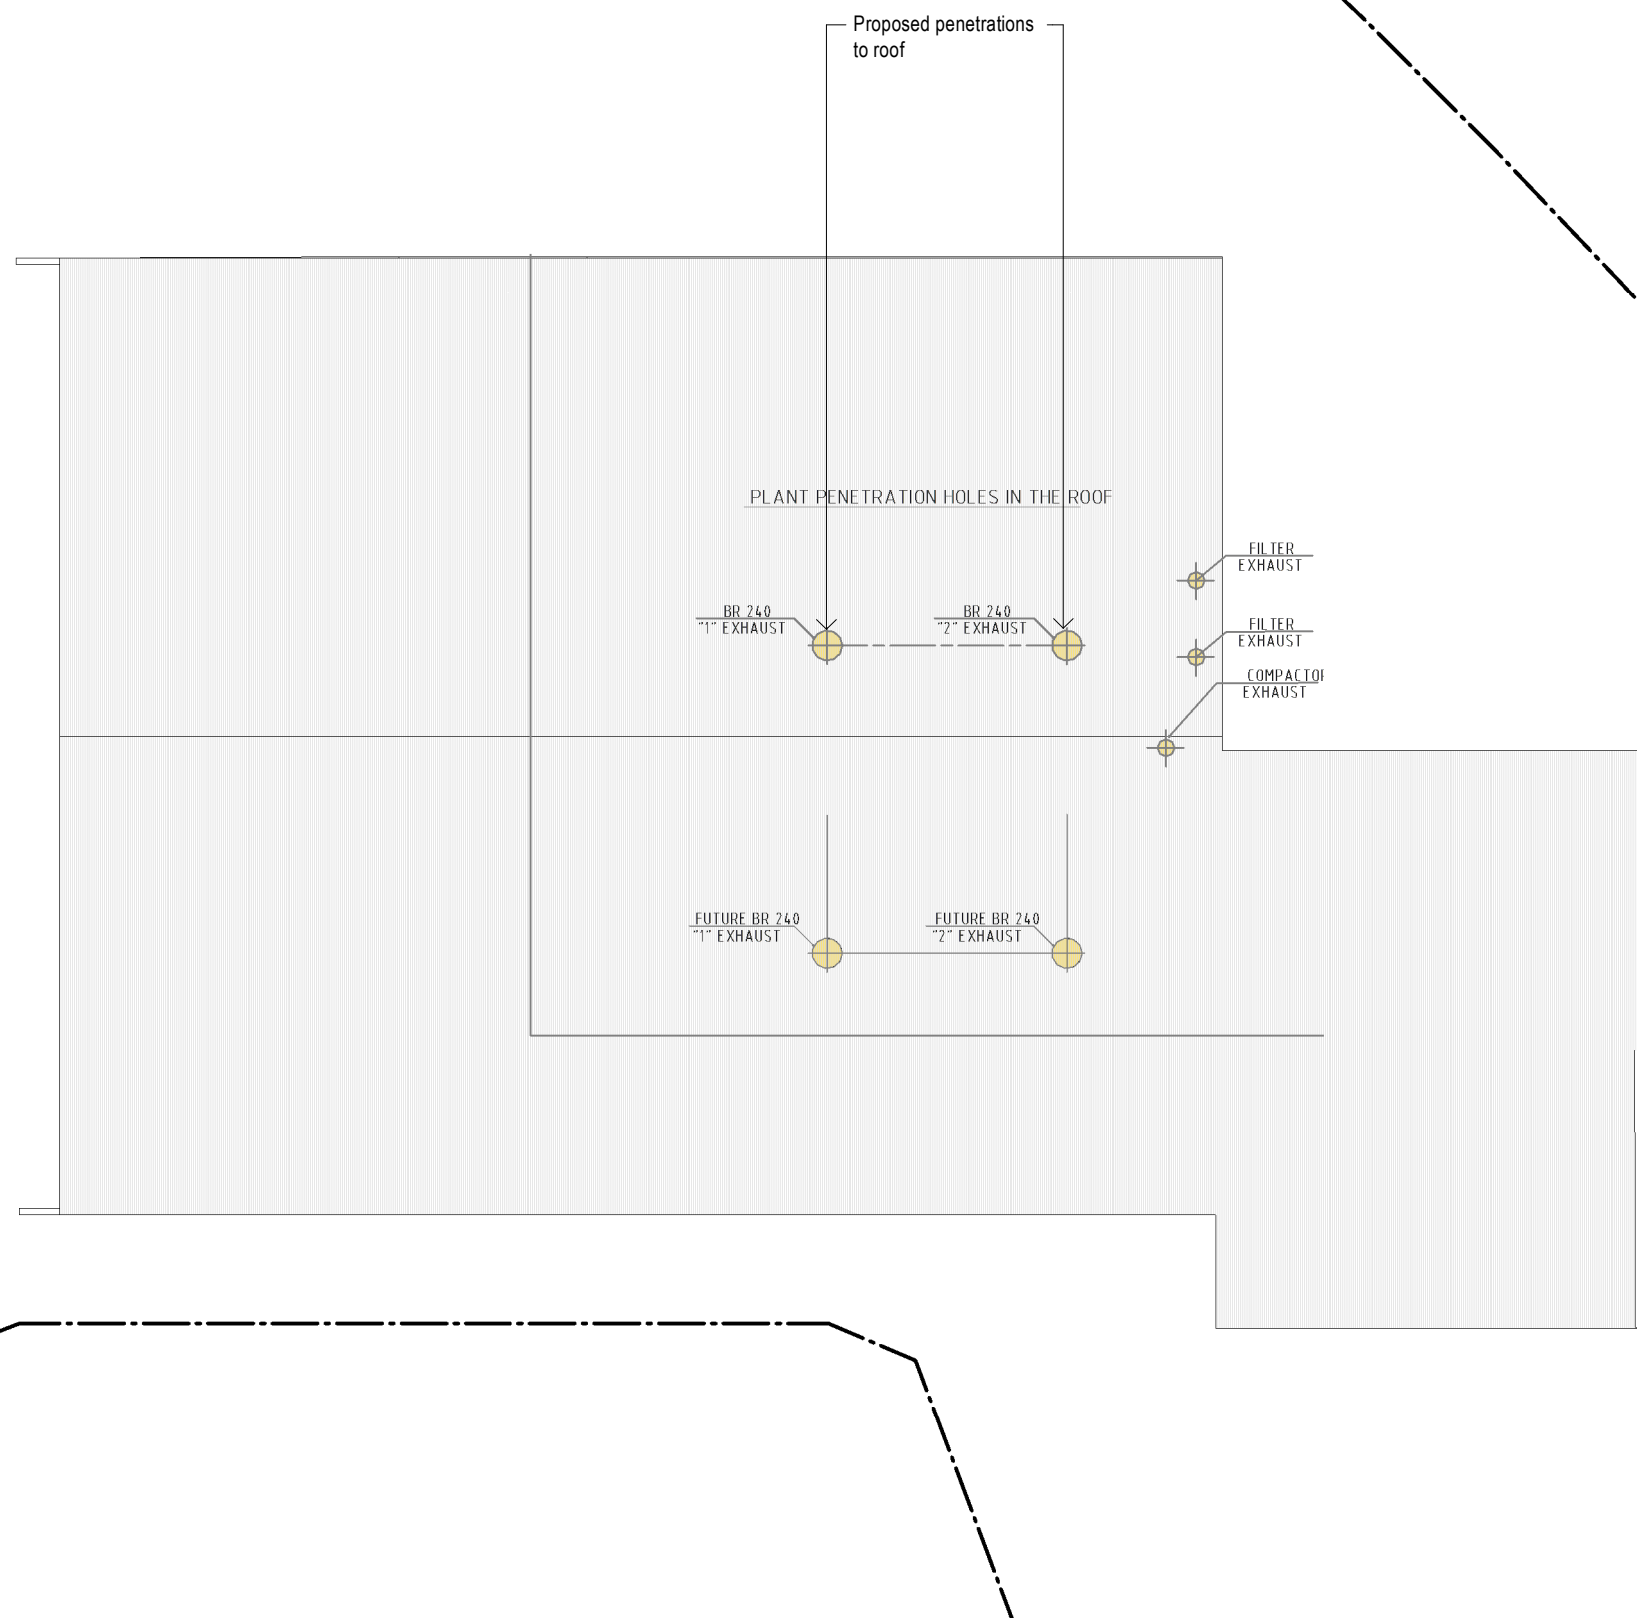 Proposed penetrations
to roof
PLANT PENETRATION HOLES IN THE ROOF
FILTER
EXHAUST
BR 240
"1" EXHAUST
BR 240
"2" EXHAUST
FILTER
EXHAUST
COMPACTOR
EXHAUST
FUTURE BR 240
"1" EXHAUST
FUTURE BR 240
"2" EXHAUST